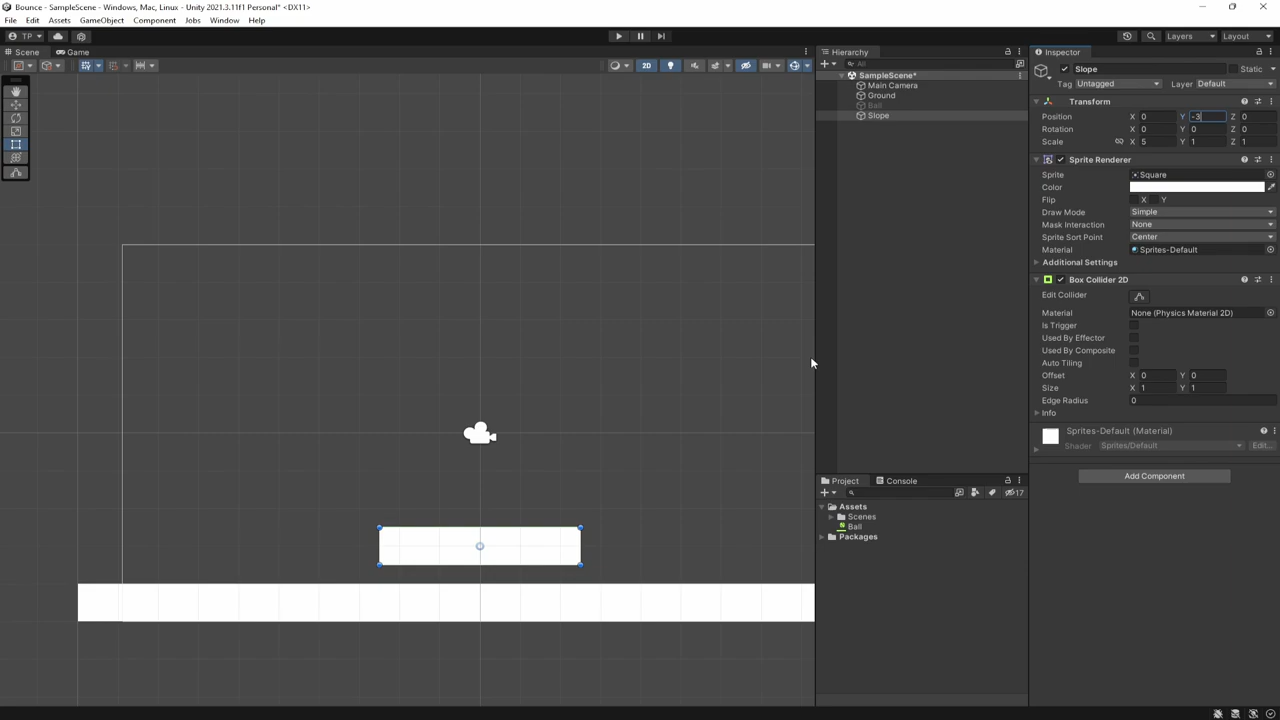 Bounce - SampleScene - Windows, Mac, Linux - Unity 2021.3.11f1 Personal* <DX11>
File Edit Assets GameObject Component Jobs Window Help
TP
Layers Layout
Scene Game
2D
Hierarchy
All
SampleScene*
Main Camera
Ground
Ball
Slope
Inspector
Slope Static
Tag Untagged Layer Default
Transform
Position X 0 Y -3 Z 0
Rotation X 0 Y 0 Z 0
Scale X 5 Y 1 Z 1
Sprite Renderer
Sprite Square
Color
Flip X Y
Draw Mode Simple
Mask Interaction None
Sprite Sort Point Center
Material Sprites-Default
Additional Settings
Box Collider 2D
Edit Collider
Material None (Physics Material 2D)
Is Trigger
Used By Effector
Used By Composite
Auto Tiling
Offset X 0 Y 0
Size X 1 Y 1
Edge Radius 0
Info
Sprites-Default (Material)
Shader Sprites/Default Edit...
Add Component
Project Console
17
Assets
Scenes
Ball
Packages